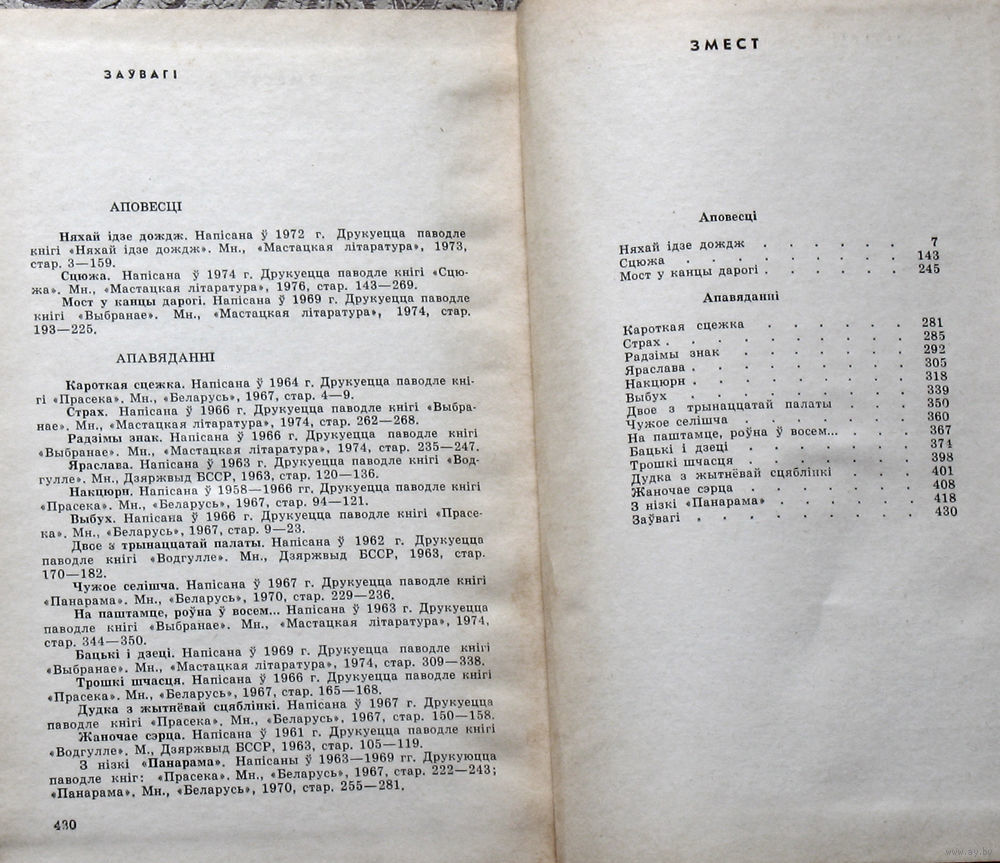 ЗАЎВАГІ
АПОВЕСЦІ
Няхай ідзе дождж. Напісана ў 1972 г. Друкуецца паводле
кнігі «Няхай ідзе дождж». Мн., «Мастацкая літаратура», 1973,
стар. 3—159.
Сцюжа. Напісана ў 1974 г. Друкуецца паводле кнігі «Сцю-
жа». Мн., «Мастацкая літаратура», 1976, стар. 143—269.
Мост у канцы дарогі. Напісана ў 1969 г. Друкуецца паводле
кнігі «Выбранае». Мн., «Мастацкая літаратура», 1974, стар.
193—225.
АПАВЯДАННІ
Кароткая сцежка. Напісана ў 1964 г. Друкуецца паводле кні-
гі «Прасека». Мн., «Беларусь», 1967, стар. 4—9.
Страх. Напісана ў 1966 г. Друкуецца паводле кнігі «Выбра-
нае». Мн., «Мастацкая літаратура», 1974, стар. 262—268.
Радзімы знак. Напісана ў 1966 г. Друкуецца паводле кнігі
«Выбранае». Мн., «Мастацкая літаратура», 1974, стар. 235—247.
Яраслава. Напісана ў 1963 г. Друкуецца паводле кнігі «Вод-
гулле». Мн., Дзяржвыд БССР, 1963, стар. 120—136.
Накцюрн. Напісана ў 1958—1966 гг. Друкуецца паводле кнігі
«Прасека». Мн., «Беларусь», 1967, стар. 94—121.
Выбух. Напісана ў 1966 г. Друкуецца паводле кнігі «Прасе-
ка». Мн., «Беларусь», 1967, стар. 9—23.
Двое з трынаццатай палаты. Напісана ў 1962 г. Друкуецца
паводле кнігі «Водгулле». Мн., Дзяржвыд БССР, 1963, стар.
170—182.
Чужое селішча. Напісана ў 1967 г. Друкуецца паводле кнігі
«Панарама». Мн., «Беларусь», 1970, стар. 229—236.
На паштамце, роўна ў восем... Напісана ў 1963 г. Друкуецца
паводле кнігі «Выбранае». Мн., «Мастацкая літаратура», 1974,
стар. 344—350.
Бацькі і дзеці. Напісана ў 1969 г. Друкуецца паводле кнігі
«Выбранае». Мн., «Мастацкая літаратура», 1974, стар. 309—338.
Трошкі шчасця. Напісана ў 1966 г. Друкуецца паводле кнігі
«Прасека». Мн., «Беларусь», 1967, стар. 165—168.
Дудка з жытнёвай сцяблінкі. Напісана ў 1967 г. Друкуецца
паводле кнігі «Прасека». Мн., «Беларусь», 1967, стар. 150—158.
Жаночае сэрца. Напісана ў 1961 г. Друкуецца паводле кнігі
«Водгулле». М., Дзяржвыд БССР, 1963, стар. 105—119.
З нізкі «Панарама». Напісаны ў 1963—1969 гг. Друкуюцца
паводле кніг: «Прасека». Мн., «Беларусь», 1967, стар. 222—243;
«Панарама». Мн., «Беларусь», 1970, стар. 255—281.
430
ЗМЕСТ
Аповесці
Няхай ідзе дождж . . . . . . 7
Сцюжа . . . . . . . . 143
Мост у канцы дарогі . . . . . . 245
Апавяданні
Кароткая сцежка . . . . . . 281
Страх . . . . . . . . . 285
Радзімы знак . . . . . . . 292
Яраслава . . . . . . . . 305
Накцюрн . . . . . . . . 318
Выбух . . . . . . . . 339
Двое з трынаццатай палаты . . . 350
Чужое селішча . . . . . . . 360
На паштамце, роўна ў восем... . . . 367
Бацькі і дзеці . . . . . . . 374
Трошкі шчасця . . . . . . . 398
Дудка з жытнёвай сцяблінкі . . . 401
Жаночае сэрца . . . . . . . 408
З нізкі «Панарама» . . . . . . 418
Заўвагі . . . . . . . . 430
www.ay.by